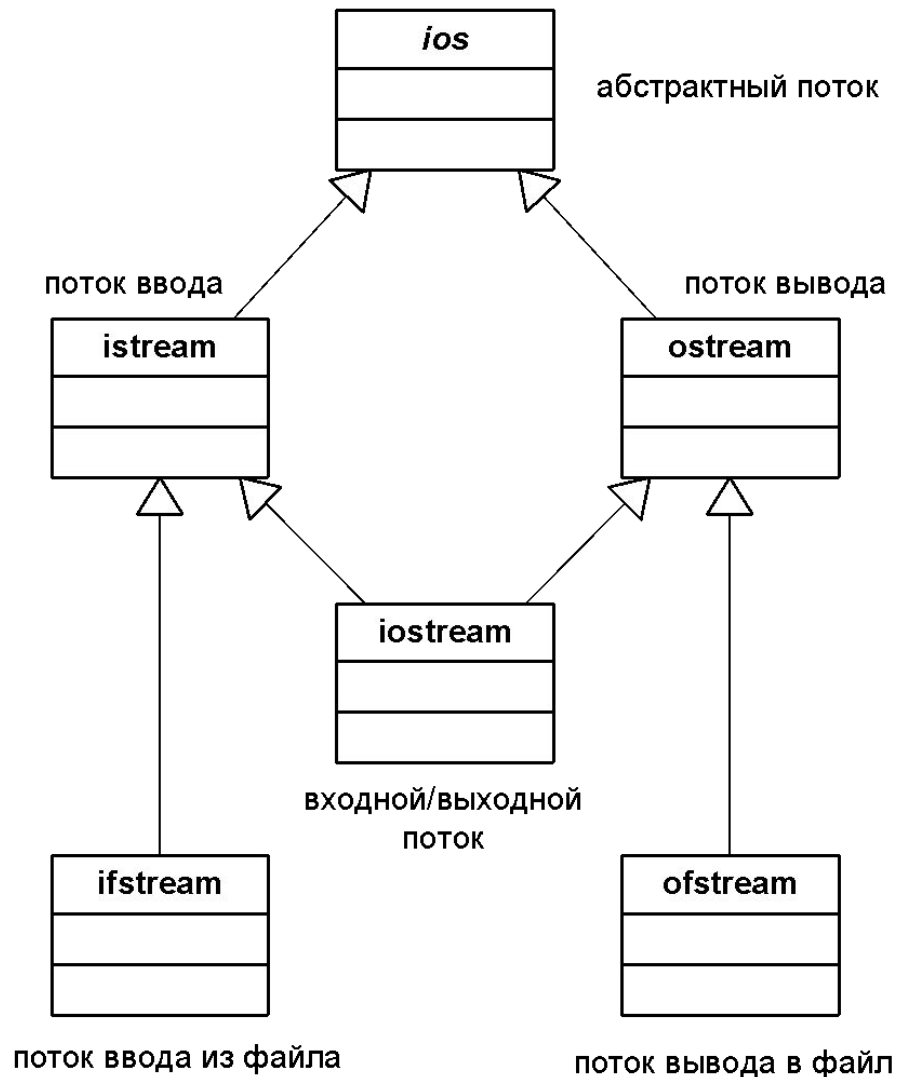 ios
абстрактный поток
поток ввода
поток вывода
istream
ostream
iostream
входной/выходной
поток
ifstream
ofstream
поток ввода из файла
поток вывода в файл